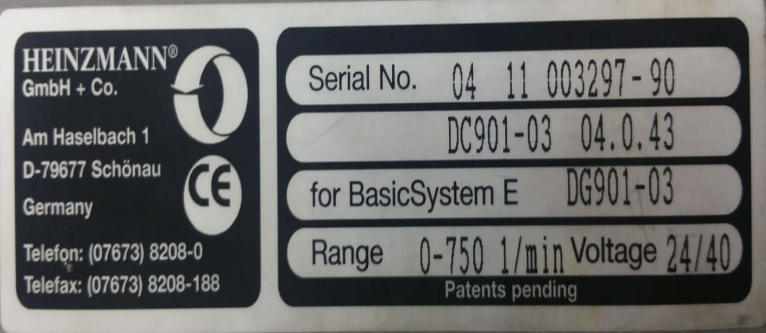 HEINZMANN®
GmbH + Co.
Am Haselbach 1
D-79677 Schönau
Germany
Telefon: (07673) 8208-0
Telefax: (07673) 8208-188
CE
Serial No. 04 11 003297-90
DC901-03 04.0.43
for BasicSystem E DG901-03
Range 0-750 1/min Voltage 24/40
Patents pending